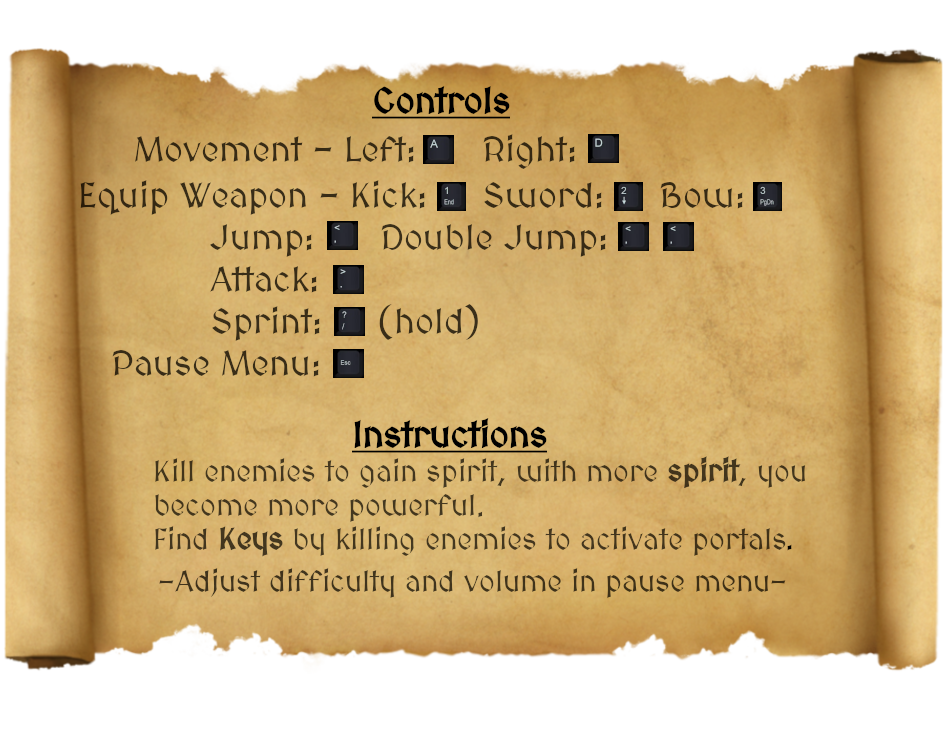 Controls
Movement - Left: A Right: D
Equip Weapon - Kick: 1 End Sword: 2 ↓ Bow: 3 PgDn
Jump: < , Double Jump: < , < ,
Attack: > .
Sprint: ? / (hold)
Pause Menu: Esc
Instructions
Kill enemies to gain spirit, with more spirit, you
become more powerful.
Find Keys by killing enemies to activate portals.
-Adjust difficulty and volume in pause menu-